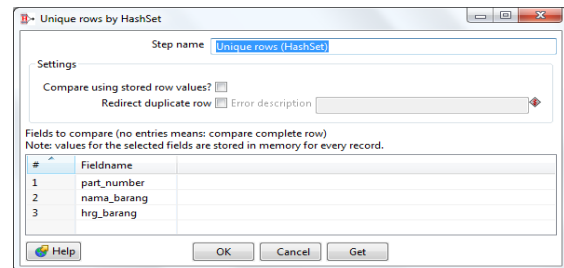 Unique rows by HashSet
Step name Unique rows (HashSet)
Settings
Compare using stored row values?
Redirect duplicate row Error description
Fields to compare (no entries means: compare complete row)
Note: values for the selected fields are stored in memory for every record.
# Fieldname
1 part_number
2 nama_barang
3 hrg_barang
Help OK Cancel Get